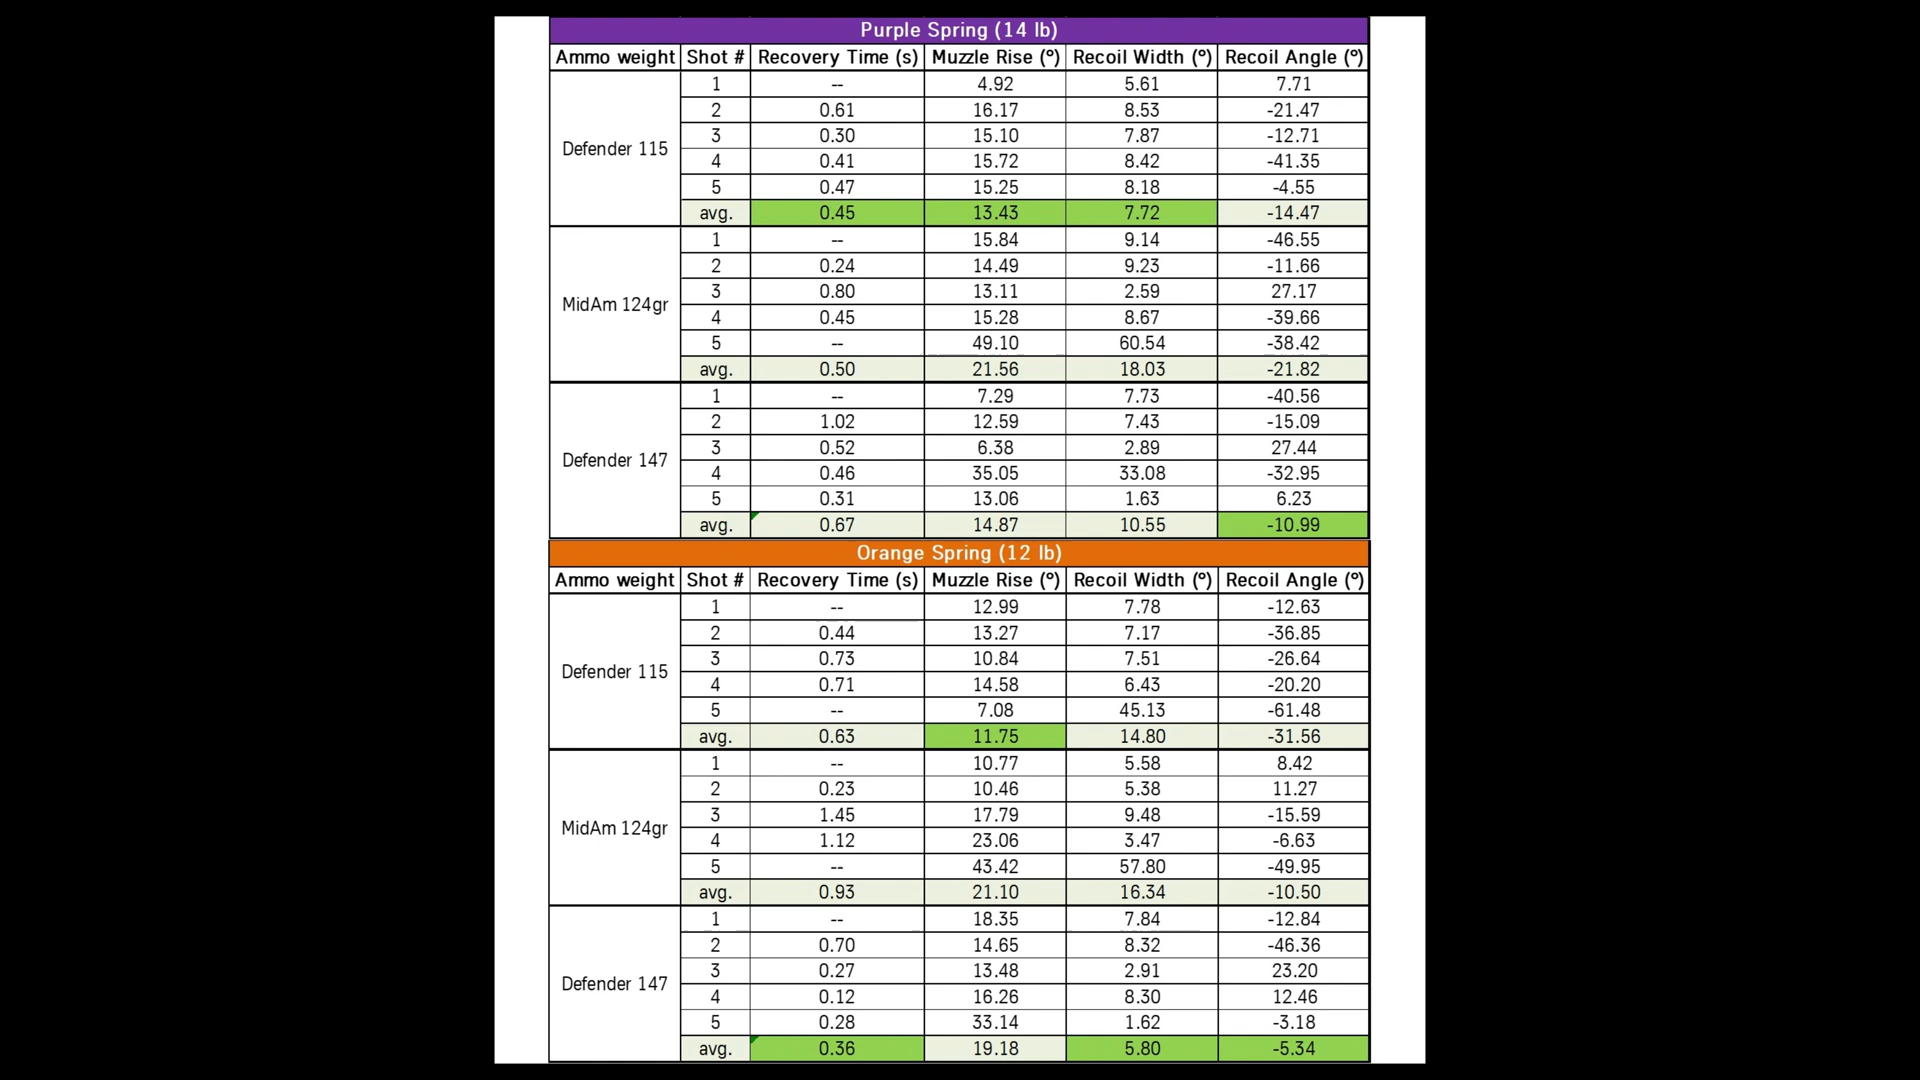 Purple Spring (14 lb)
Ammo weight Shot # Recovery Time (s) Muzzle Rise (°) Recoil Width (°) Recoil Angle (°)
Defender 115
1 -- 4.92 5.61 7.71
2 0.61 16.17 8.53 -21.47
3 0.30 15.10 7.87 -12.71
4 0.41 15.72 8.42 -41.35
5 0.47 15.25 8.18 -4.55
avg. 0.45 13.43 7.72 -14.47
MidAm 124gr
1 -- 15.84 9.14 -46.55
2 0.24 14.49 9.23 -11.66
3 0.80 13.11 2.59 27.17
4 0.45 15.28 8.67 -39.66
5 -- 49.10 60.54 -38.42
avg. 0.50 21.56 18.03 -21.82
Defender 147
1 -- 7.29 7.73 -40.56
2 1.02 12.59 7.43 -15.09
3 0.52 6.38 2.89 27.44
4 0.46 35.05 33.08 -32.95
5 0.31 13.06 1.63 6.23
avg. 0.67 14.87 10.55 -10.99
Orange Spring (12 lb)
Ammo weight Shot # Recovery Time (s) Muzzle Rise (°) Recoil Width (°) Recoil Angle (°)
Defender 115
1 -- 12.99 7.78 -12.63
2 0.44 13.27 7.17 -36.85
3 0.73 10.84 7.51 -26.64
4 0.71 14.58 6.43 -20.20
5 -- 7.08 45.13 -61.48
avg. 0.63 11.75 14.80 -31.56
MidAm 124gr
1 -- 10.77 5.58 8.42
2 0.23 10.46 5.38 11.27
3 1.45 17.79 9.48 -15.59
4 1.12 23.06 3.47 -6.63
5 -- 43.42 57.80 -49.95
avg. 0.93 21.10 16.34 -10.50
Defender 147
1 -- 18.35 7.84 -12.84
2 0.70 14.65 8.32 -46.36
3 0.27 13.48 2.91 23.20
4 0.12 16.26 8.30 12.46
5 0.28 33.14 1.62 -3.18
avg. 0.36 19.18 5.80 -5.34